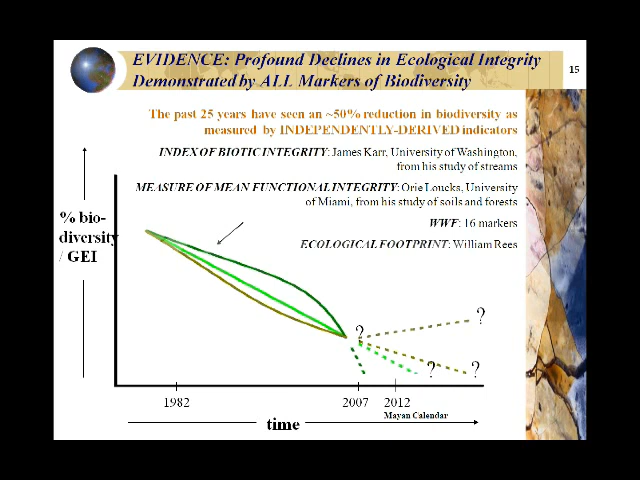 EVIDENCE: Profound Declines in Ecological Integrity
Demonstrated by ALL Markers of Biodiversity
15
The past 25 years have seen an ~50% reduction in biodiversity as
measured by INDEPENDENTLY-DERIVED indicators
INDEX OF BIOTIC INTEGRITY: James Karr, University of Washington,
from his study of streams
MEASURE OF MEAN FUNCTIONAL INTEGRITY: Orie Loucks, University
of Miami, from his study of soils and forests
WWF: 16 markers
ECOLOGICAL FOOTPRINT: William Rees
% bio-
diversity
/ GEI
?
?
?
?
1982
2007
2012
Mayan Calendar
time